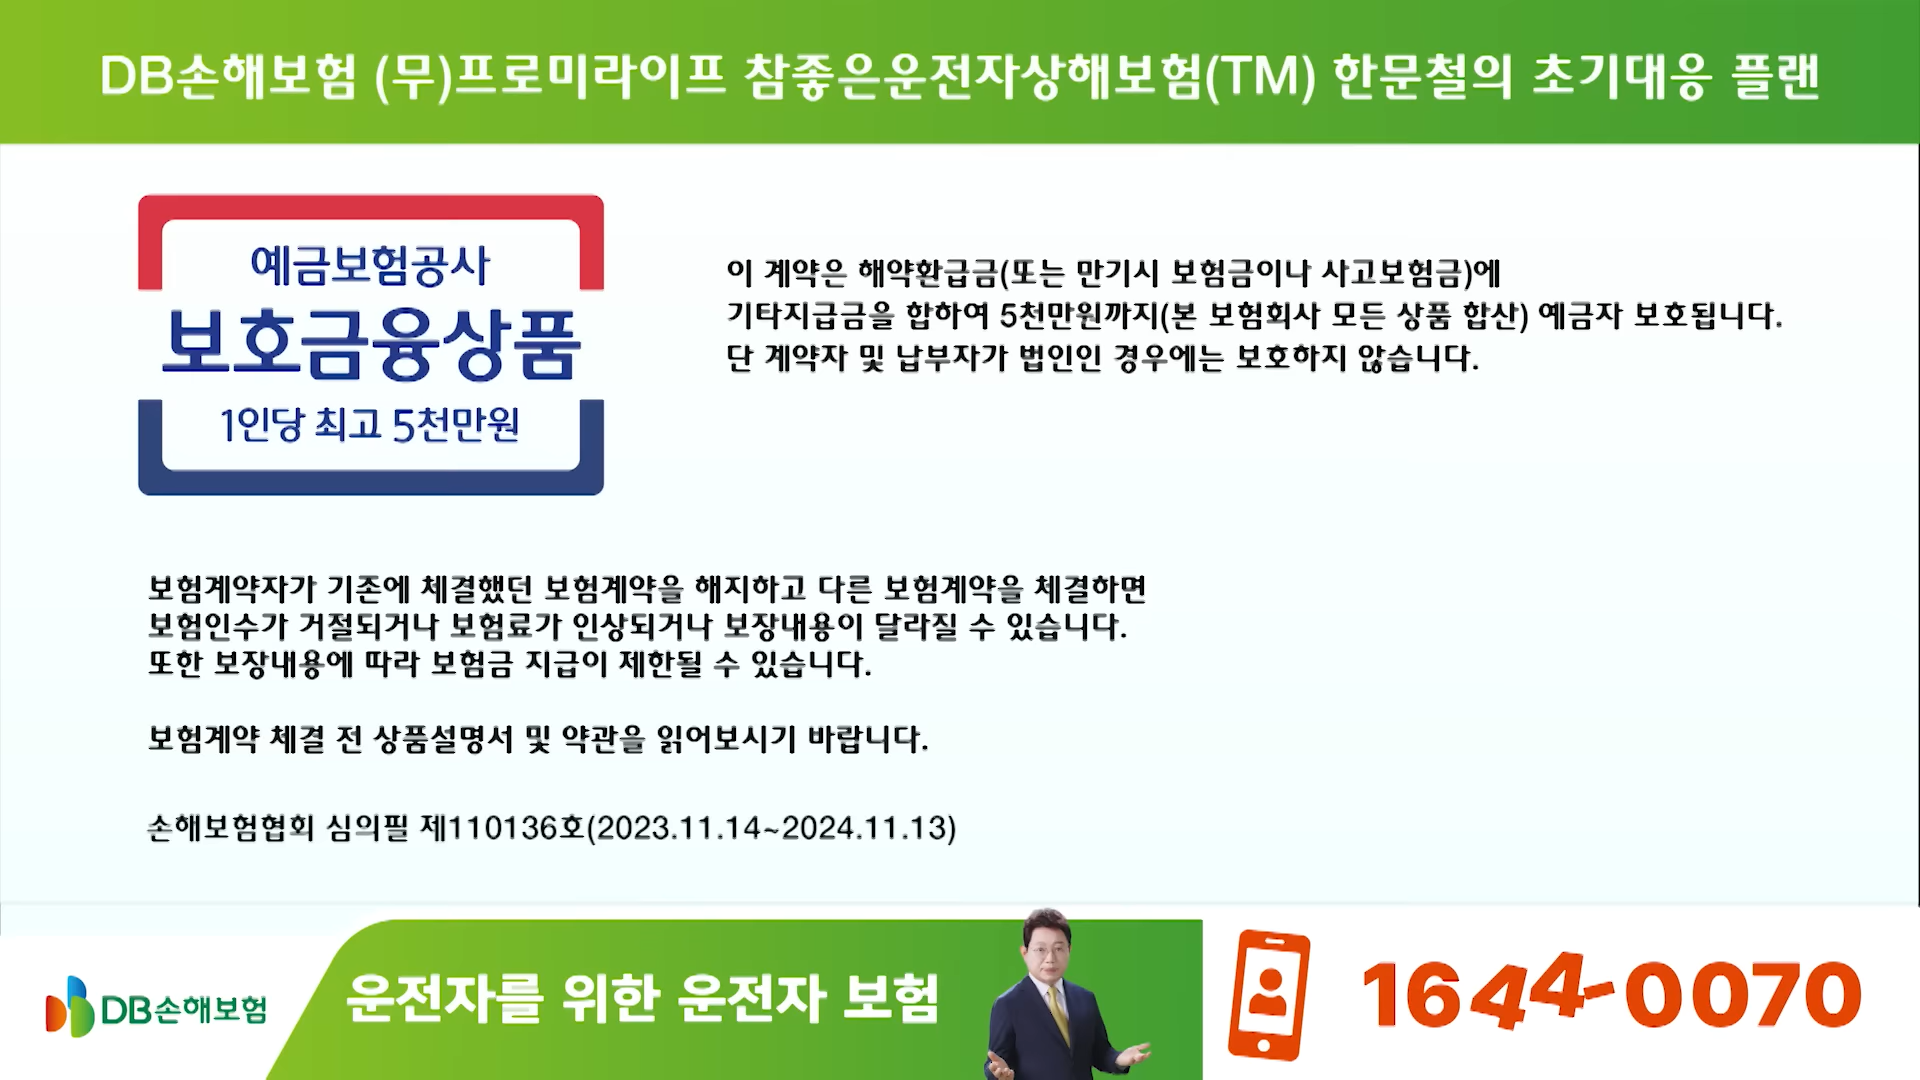 DB손해보험 (무)프로미라이프 참좋은운전자상해보험(TM) 한문철의 초기대응 플랜
예금보험공사
보호금융상품
1인당 최고 5천만원
이 계약은 해약환급금(또는 만기시 보험금이나 사고보험금)에
기타지급금을 합하여 5천만원까지(본 보험회사 모든 상품 합산) 예금자 보호됩니다.
단 계약자 및 납부자가 법인인 경우에는 보호하지 않습니다.
보험계약자가 기존에 체결했던 보험계약을 해지하고 다른 보험계약을 체결하면
보험인수가 거절되거나 보험료가 인상되거나 보장내용이 달라질 수 있습니다.
또한 보장내용에 따라 보험금 지급이 제한될 수 있습니다.
보험계약 체결 전 상품설명서 및 약관을 읽어보시기 바랍니다.
손해보험협회 심의필 제110136호(2023.11.14~2024.11.13)
DB손해보험
운전자를 위한 운전자 보험
1644-0070